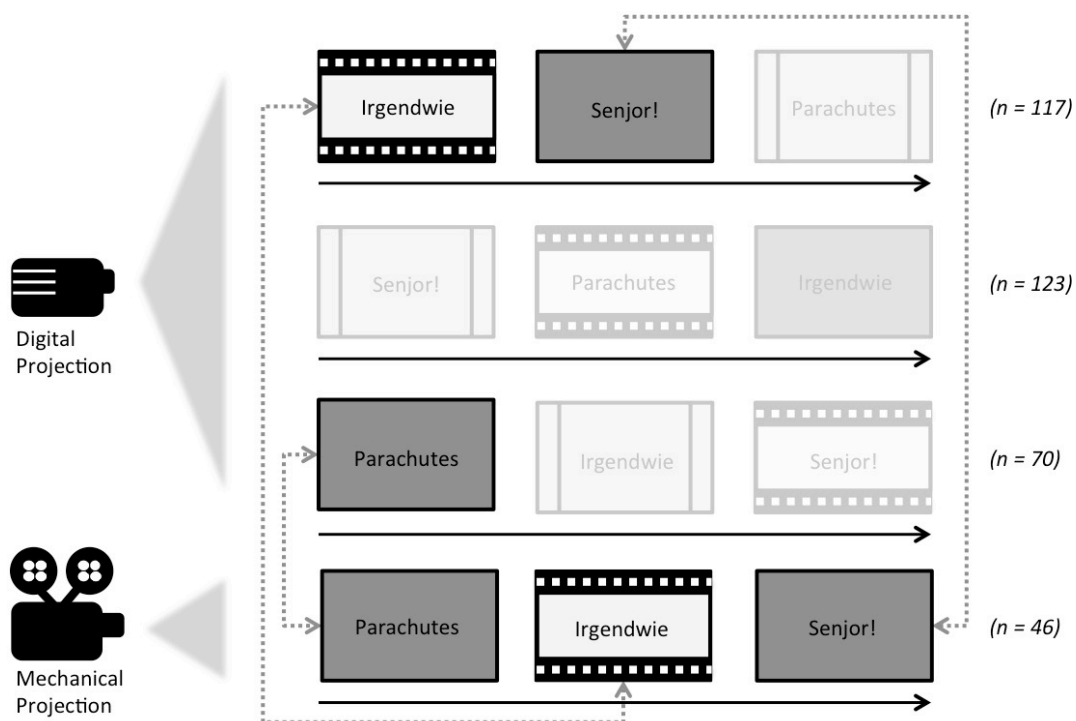 Irgendwie
Senjor!
Parachutes
(n = 117)
Senjor!
Parachutes
Irgendwie
(n = 123)
Digital
Projection
Parachutes
Irgendwie
Senjor!
(n = 70)
Parachutes
Irgendwie
Senjor!
(n = 46)
Mechanical
Projection